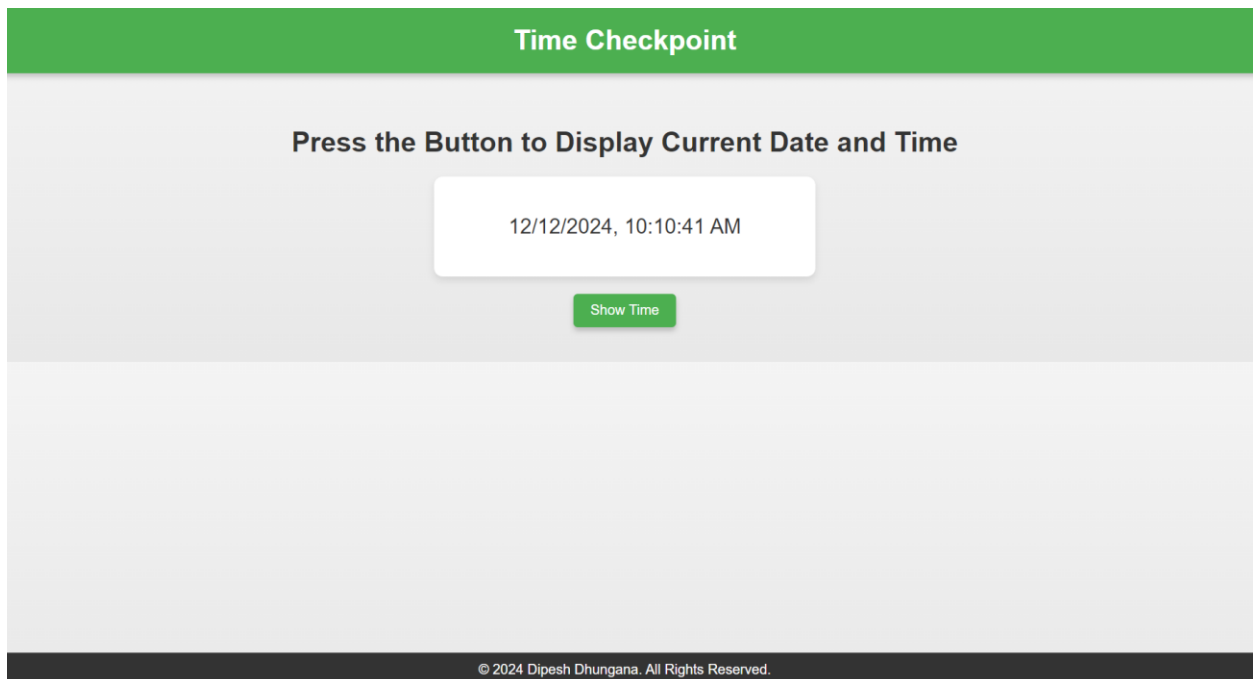 Time Checkpoint
Press the Button to Display Current Date and Time
12/12/2024, 10:10:41 AM
Show Time
© 2024 Dipesh Dhungana. All Rights Reserved.